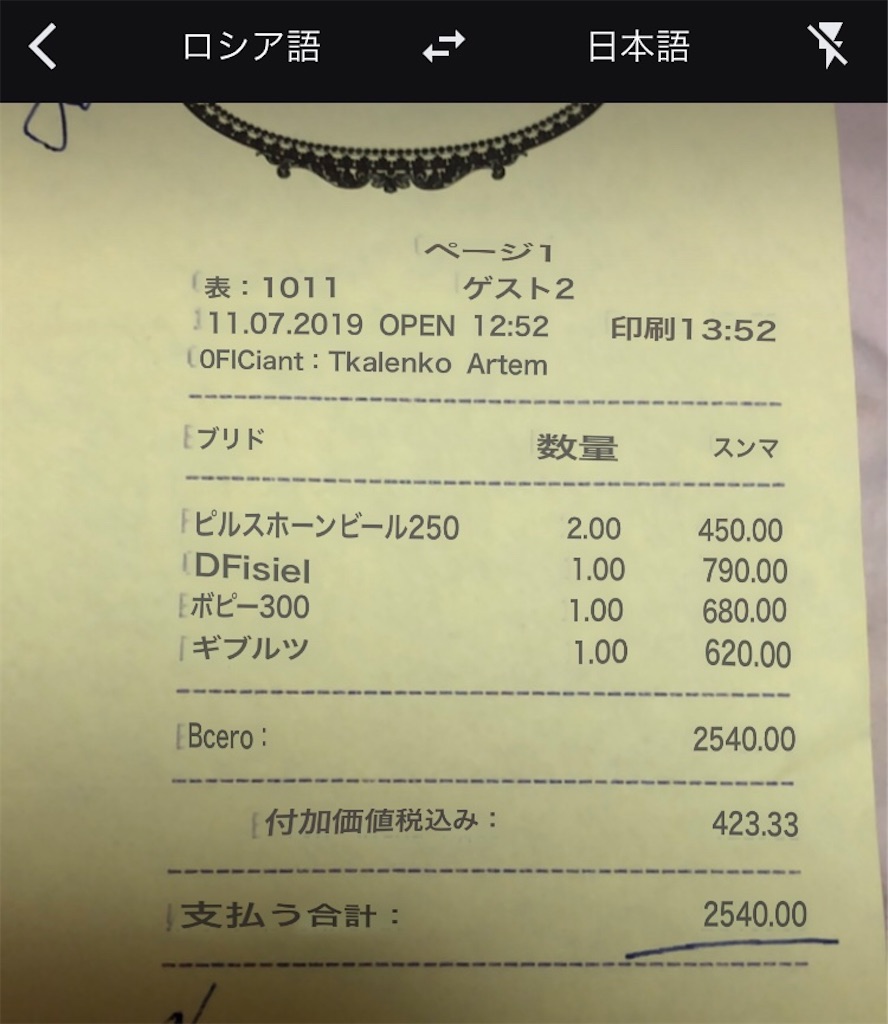 ロシア語 日本語
ページ1
表：1011 ゲスト2
11.07.2019 OPEN 12:52 印刷13:52
OFICiant：Tkalenko Artem
ブリド 数量 スンマ
ピルスホーンビール250 2.00 450.00
DFisiel 1.00 790.00
ボピー300 1.00 680.00
ギブルツ 1.00 620.00
Bcero： 2540.00
付加価値税込み： 423.33
支払う合計： 2540.00